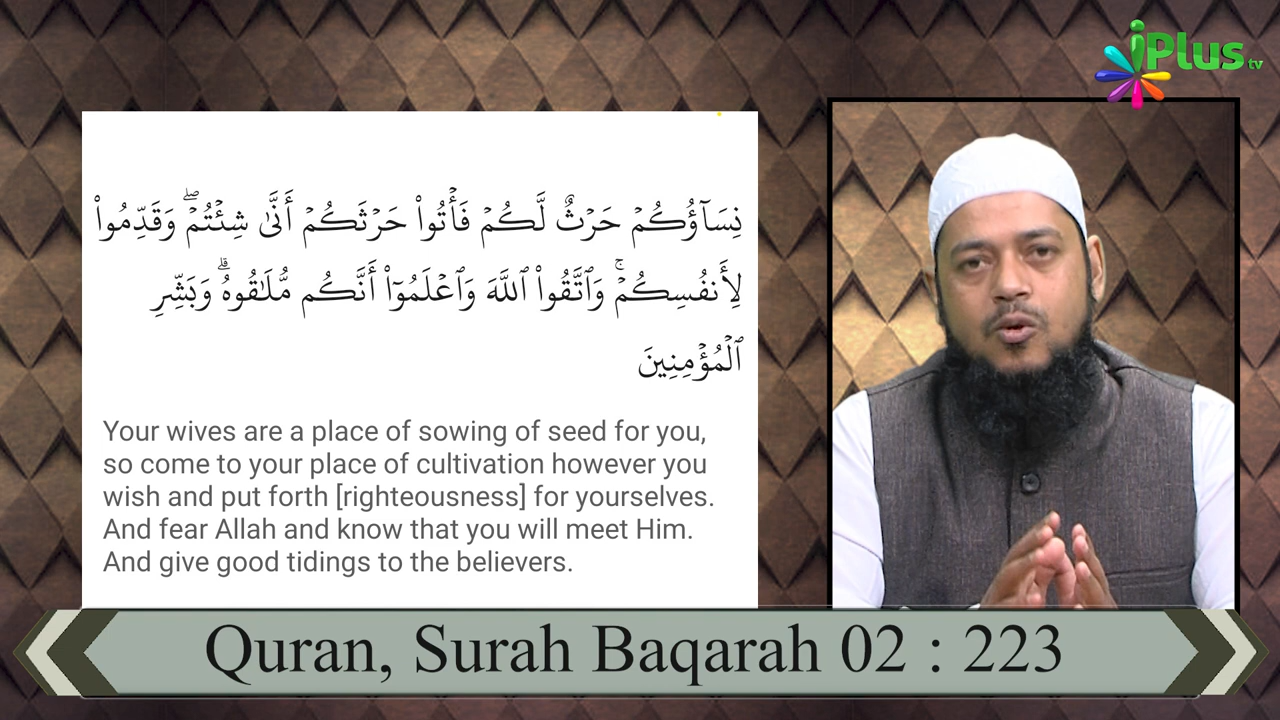 iPlus tv
نِسَآؤُكُمۡ حَرۡثٞ لَّكُمۡ فَأۡتُواْ حَرۡثَكُمۡ أَنَّىٰ شِئۡتُمۡۖ وَقَدِّمُواْ
لِأَنفُسِكُمۡۚ وَٱتَّقُواْ ٱللَّهَ وَٱعۡلَمُوٓاْ أَنَّكُم مُّلَٰقُوهُۗ وَبَشِّرِ
ٱلۡمُؤۡمِنِينَ
Your wives are a place of sowing of seed for you,
so come to your place of cultivation however you
wish and put forth [righteousness] for yourselves.
And fear Allah and know that you will meet Him.
And give good tidings to the believers.
Quran, Surah Baqarah 02 : 223